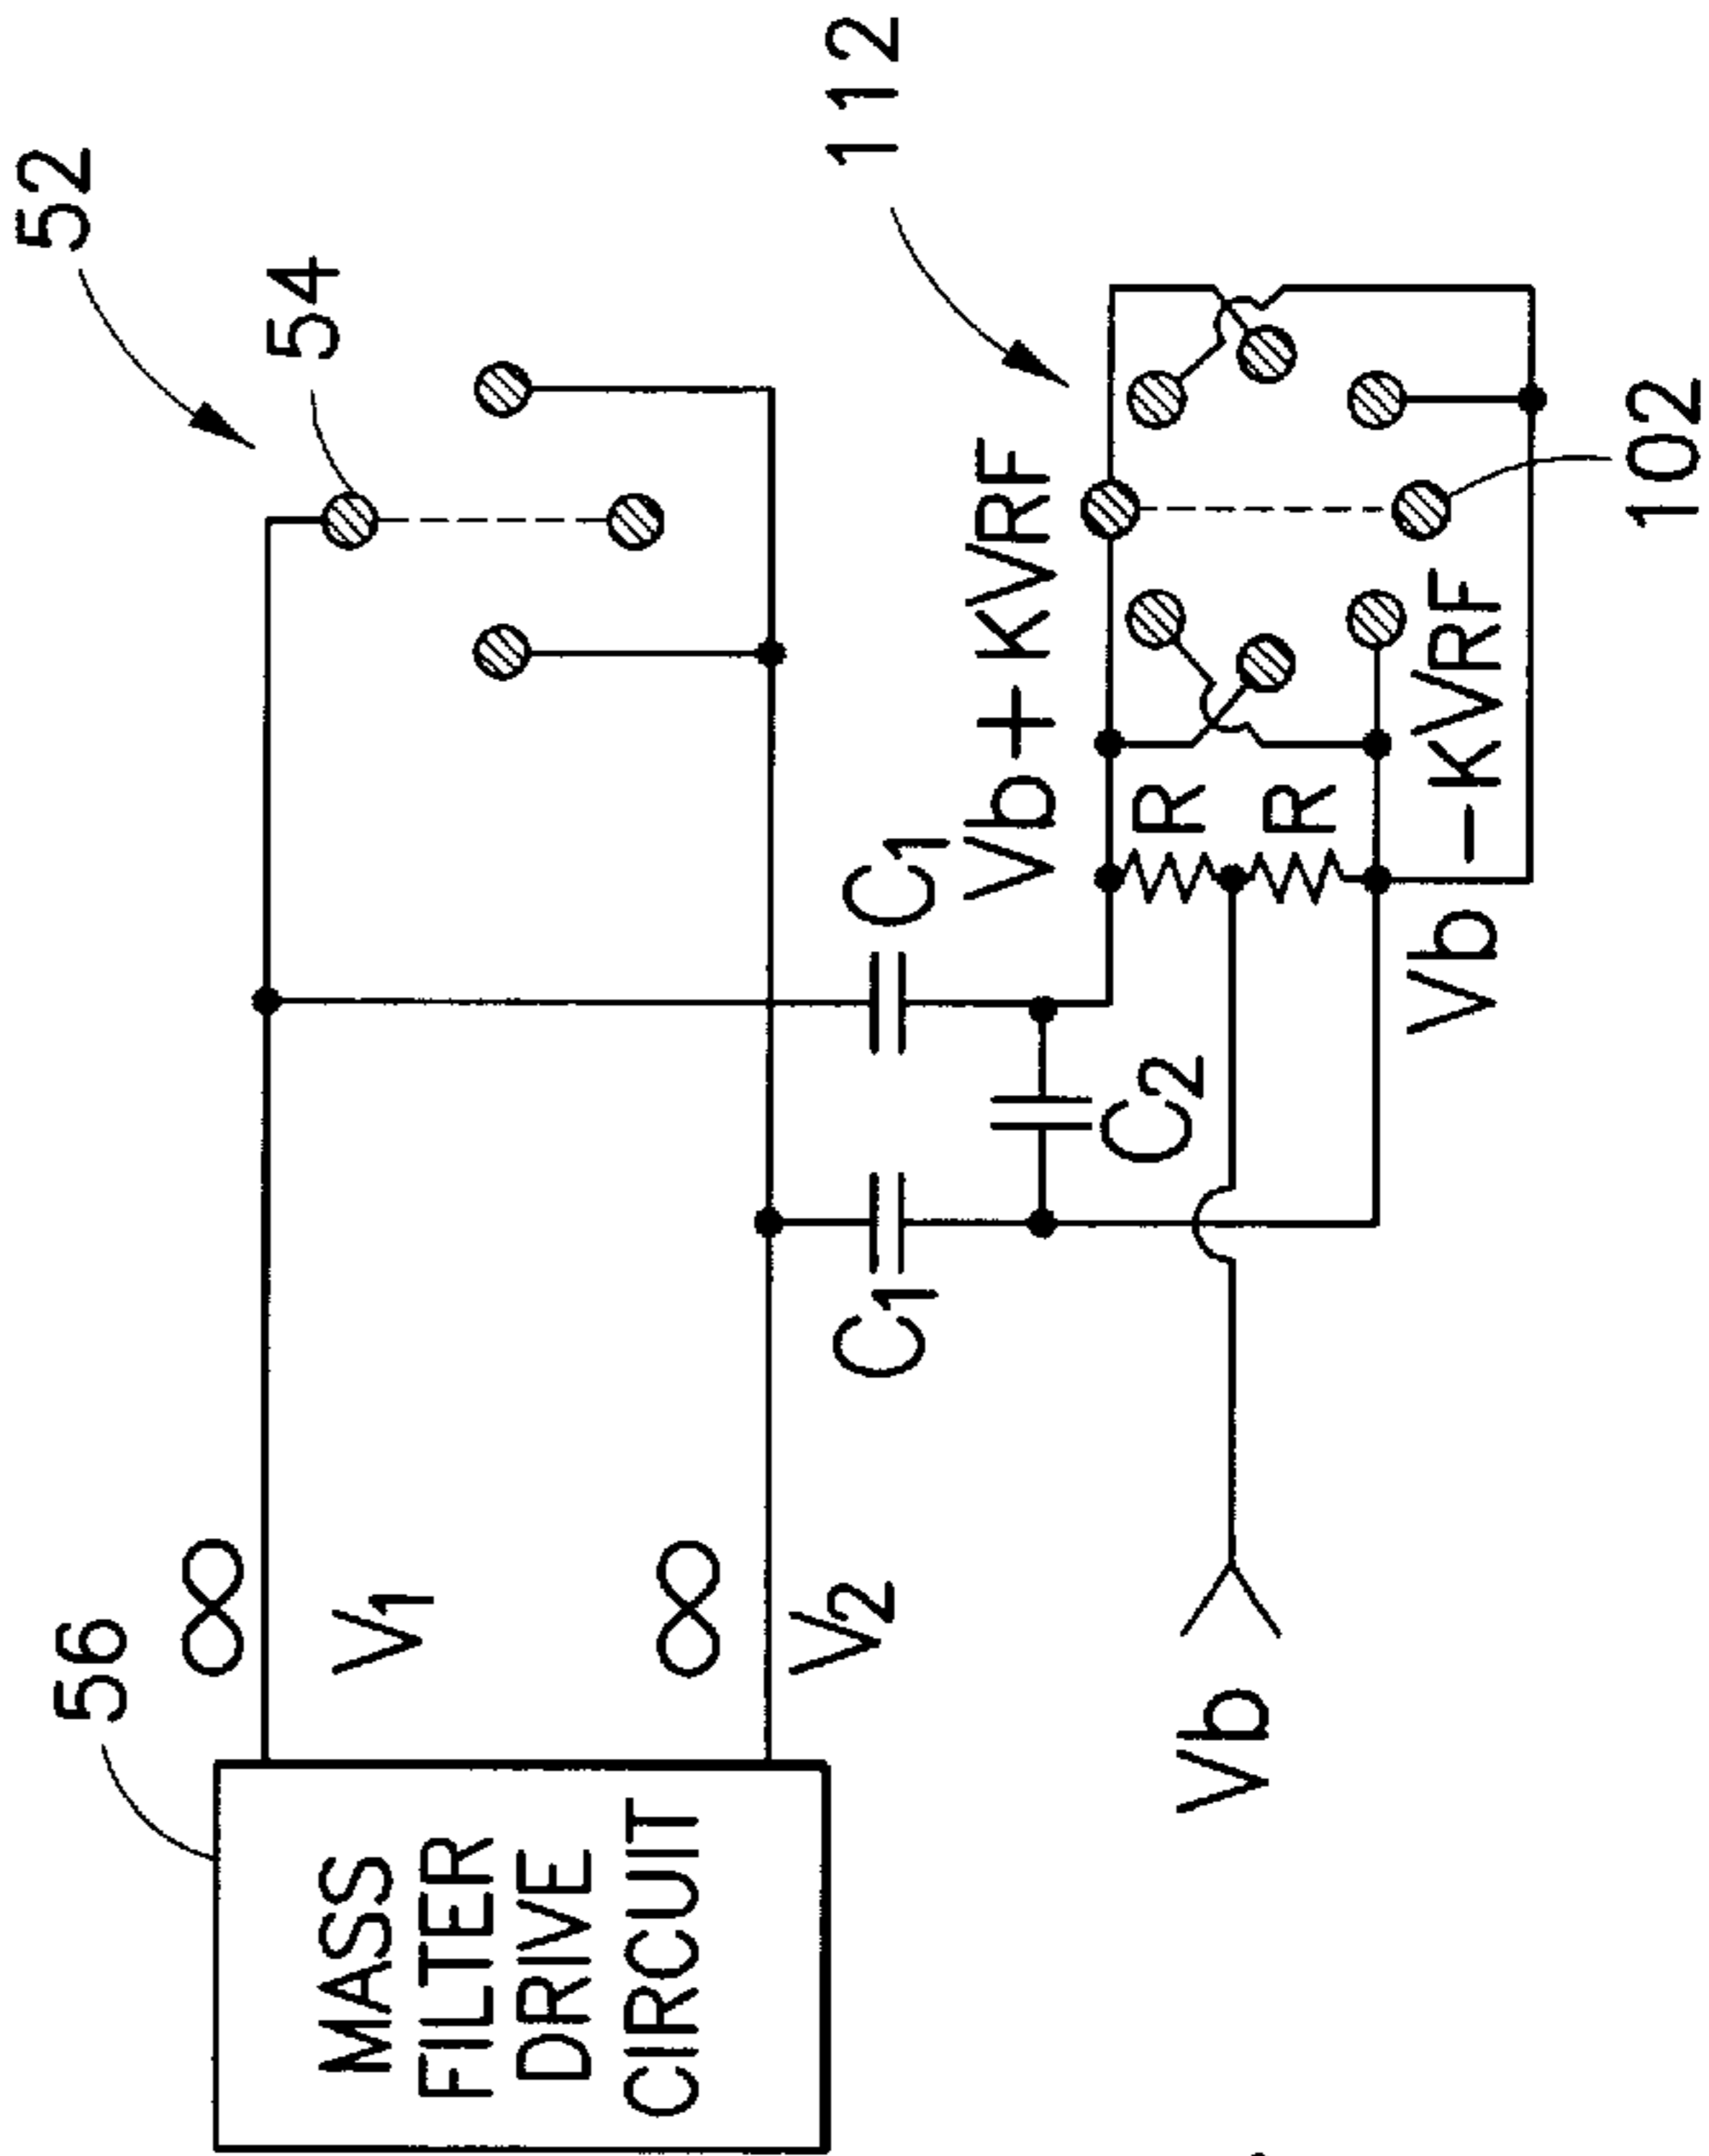 52
56
∞
54
V1
MASS
FILTER
DRIVE
CIRCUIT
∞
V2
C1
C1
112
Vb+KVRF
C2
R
Vb
R
Vb-KVRF
102